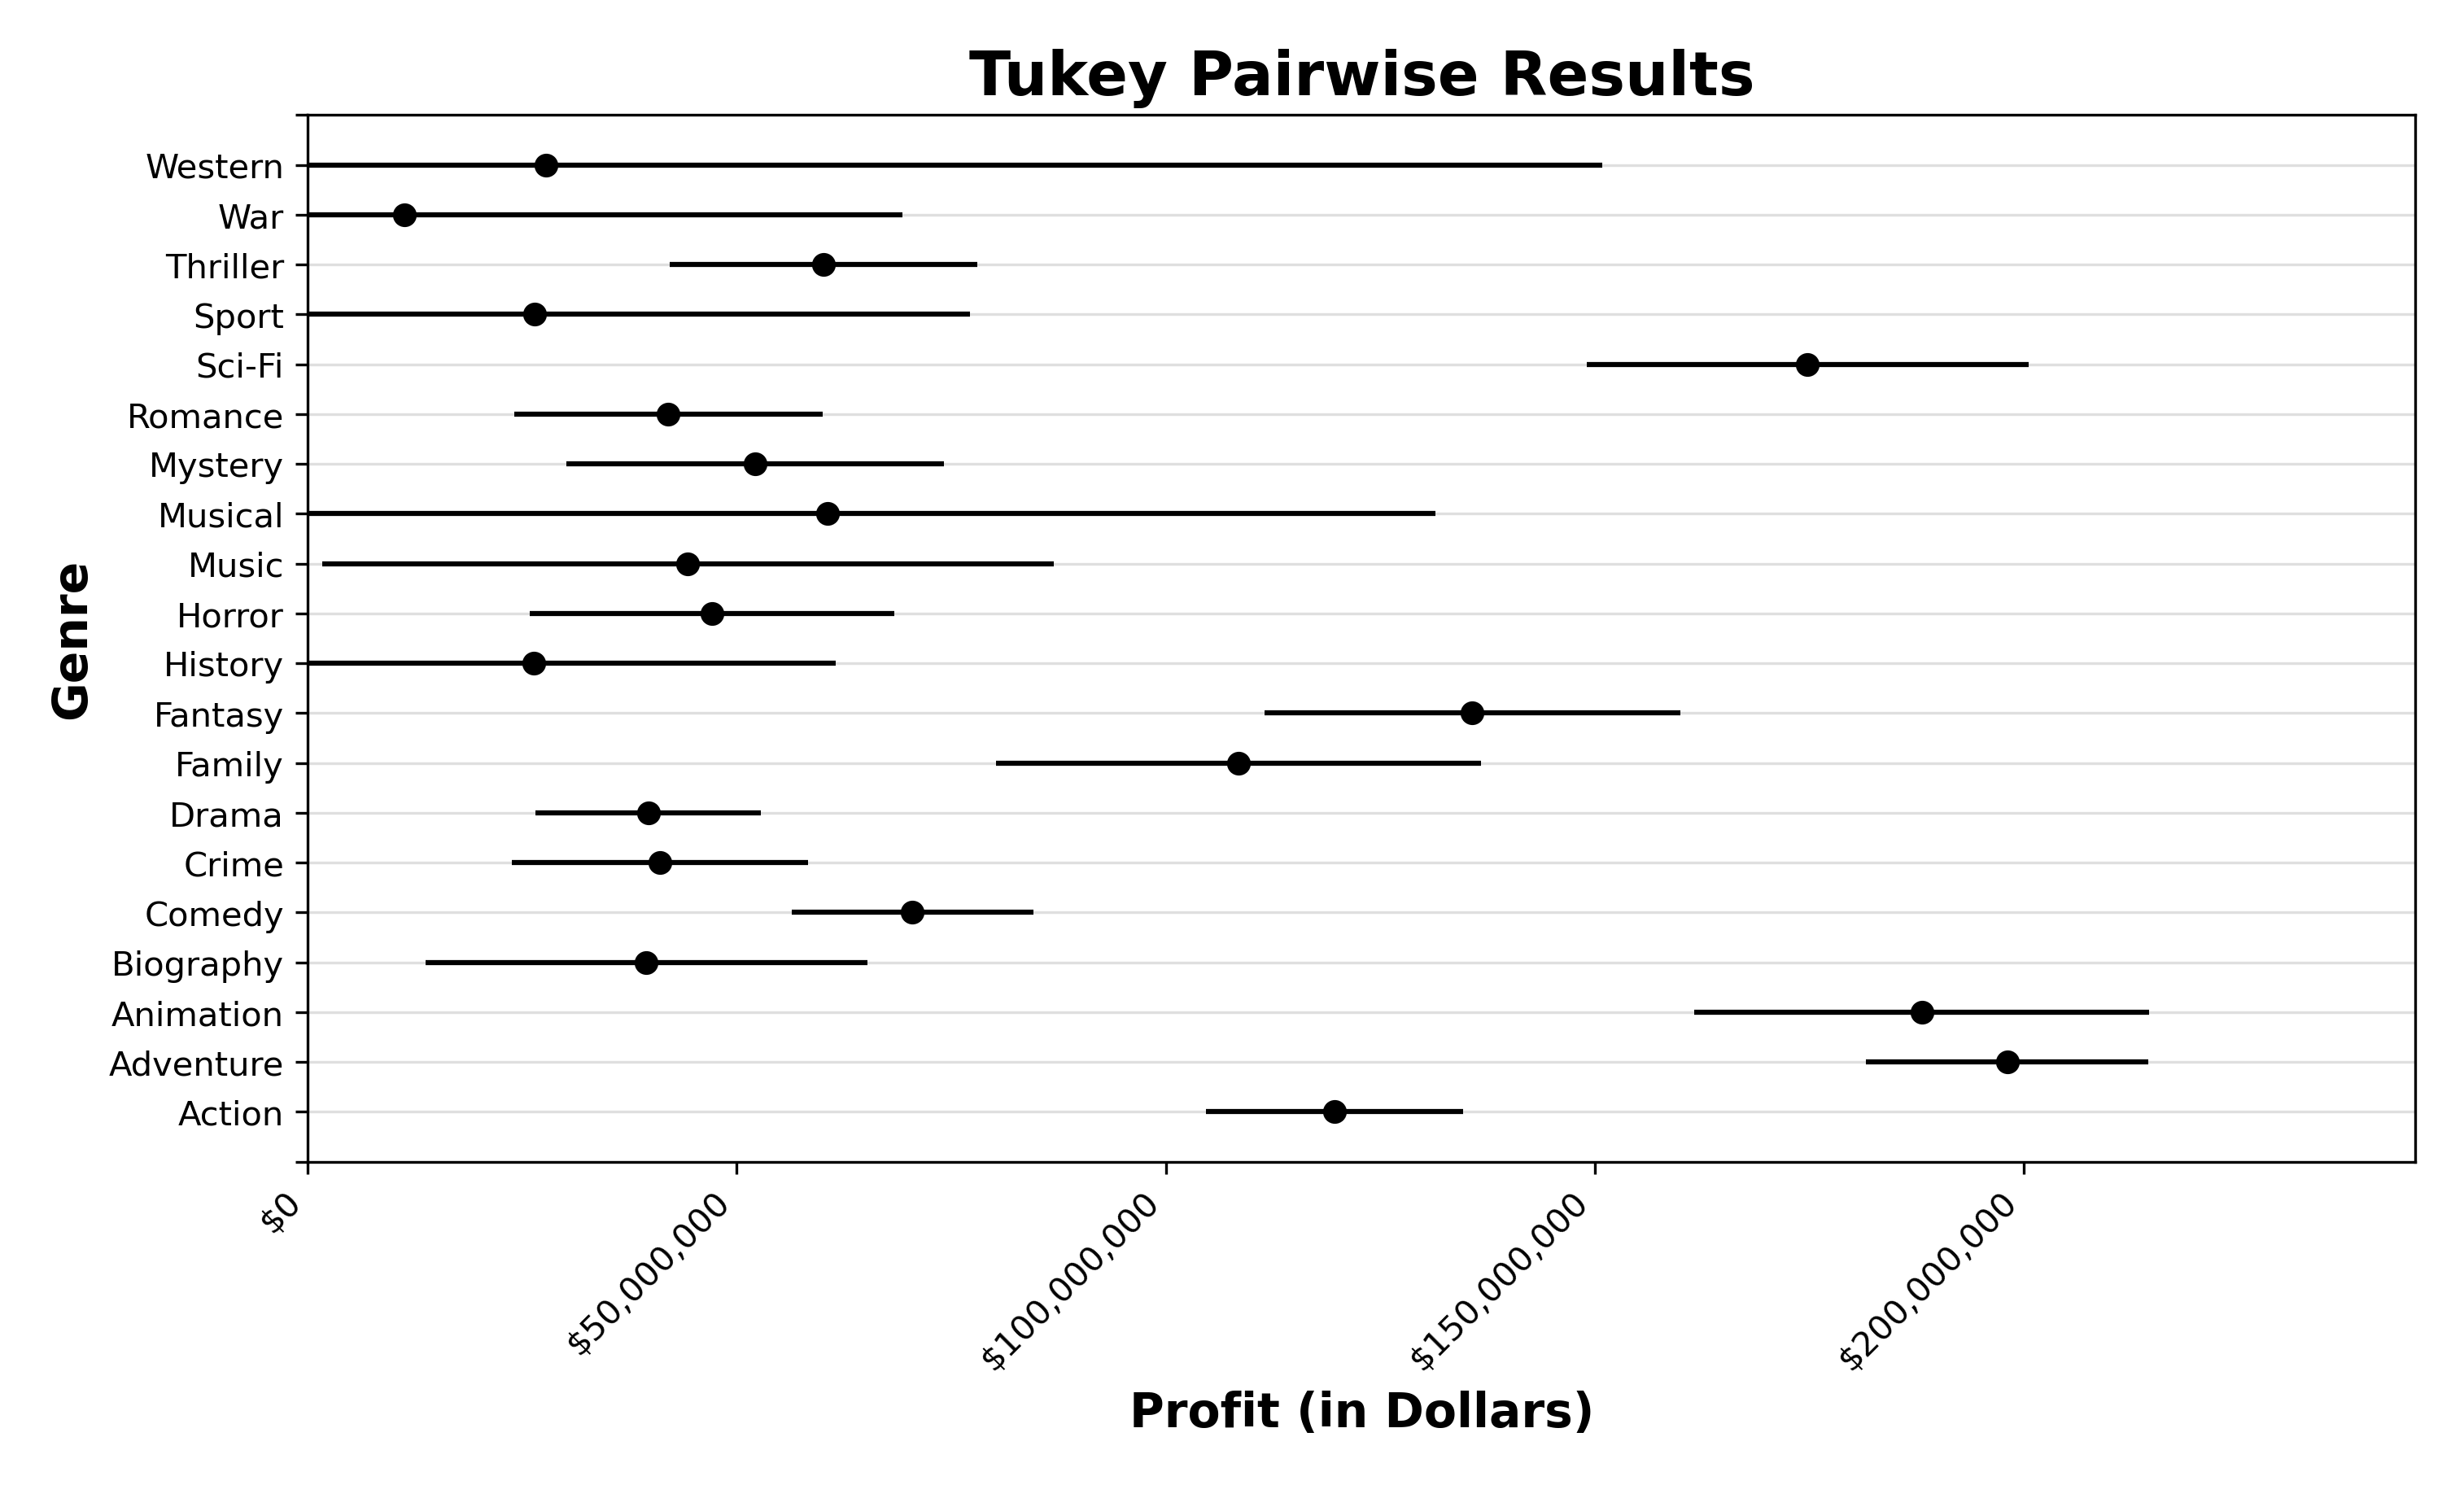 Tukey Pairwise Results
Genre
Western
War
Thriller
Sport
Sci-Fi
Romance
Mystery
Musical
Music
Horror
History
Fantasy
Family
Drama
Crime
Comedy
Biography
Animation
Adventure
Action
$0
$50,000,000
$100,000,000
$150,000,000
$200,000,000
Profit (in Dollars)